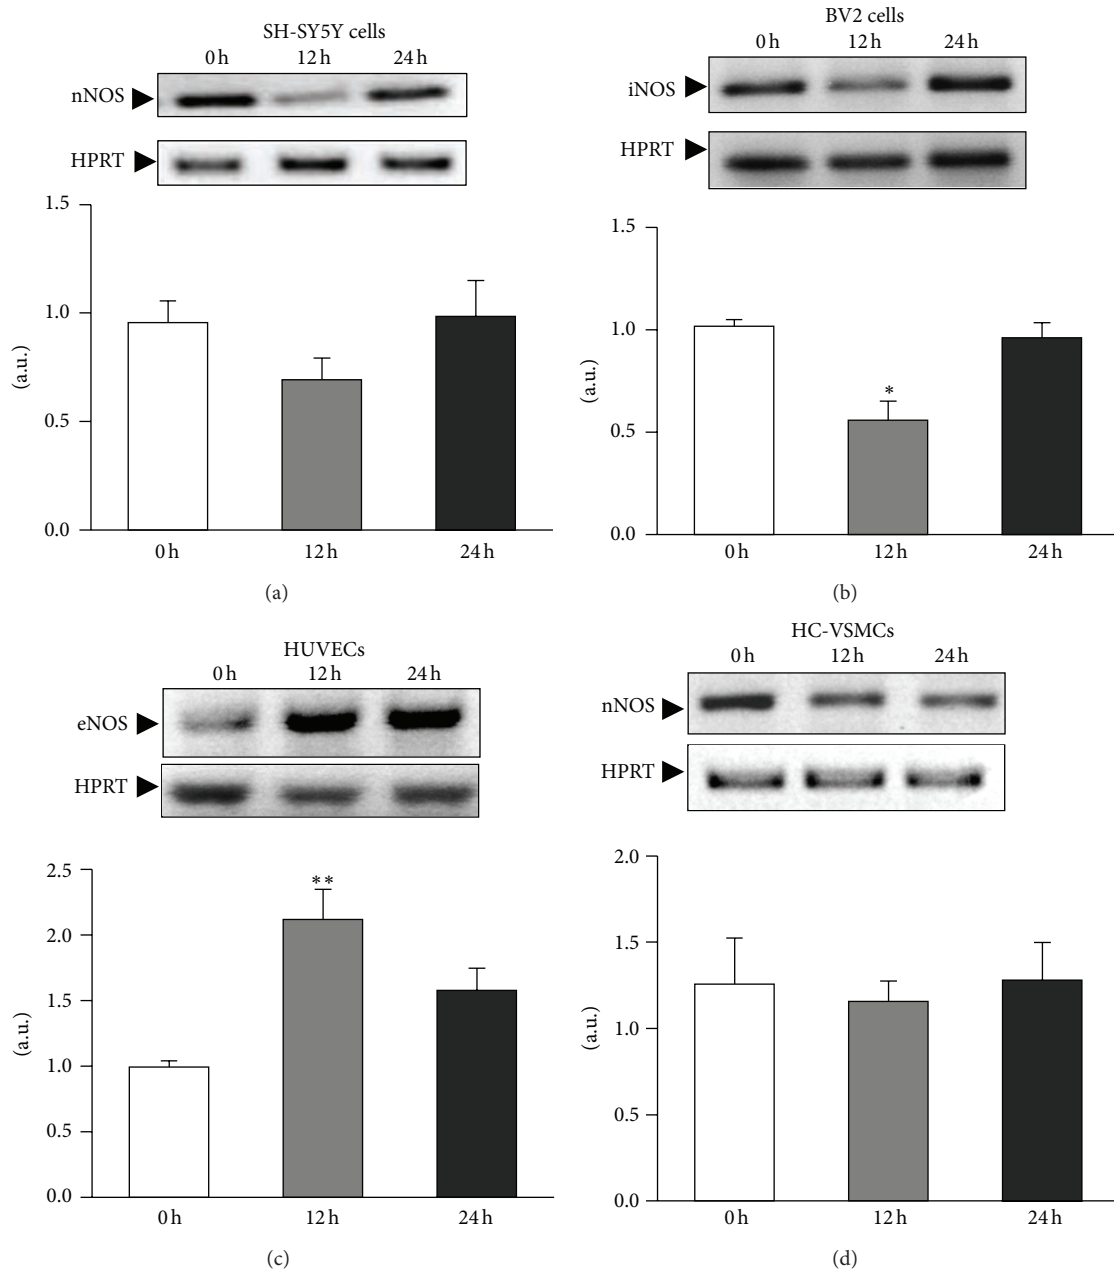 SH-SY5Y cells
0 h 12 h 24 h
nNOS
HPRT
1.5
1.0
0.5
0.0
(a.u.)
0 h 12 h 24 h
(a)
BV2 cells
0 h 12 h 24 h
iNOS
HPRT
1.5
1.0
0.5
0.0
(a.u.)
*
0 h 12 h 24 h
(b)
HUVECs
0 h 12 h 24 h
eNOS
HPRT
2.5
2.0
1.5
1.0
0.5
0.0
(a.u.)
**
0 h 12 h 24 h
(c)
HC-VSMCs
0 h 12 h 24 h
nNOS
HPRT
2.0
1.5
1.0
0.5
0.0
(a.u.)
0 h 12 h 24 h
(d)